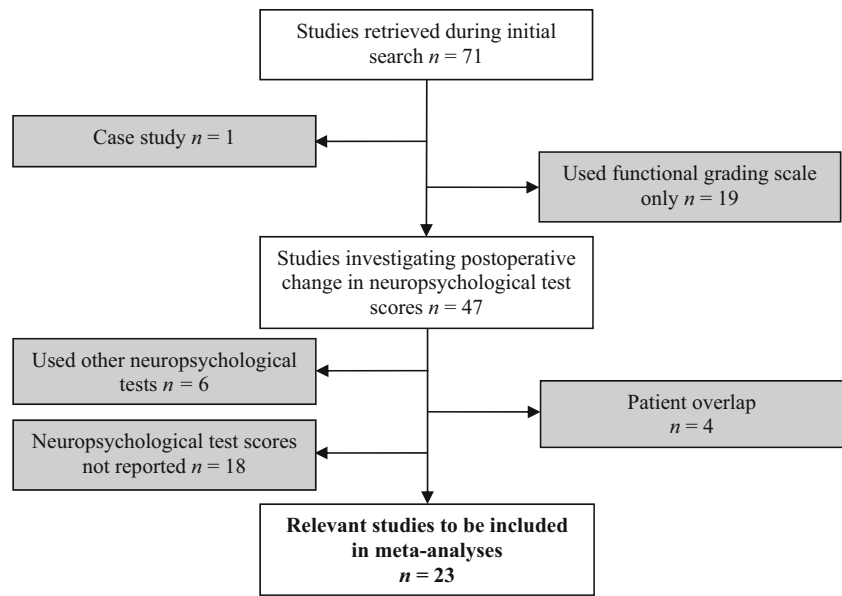 Studies retrieved during initial
search n = 71
Case study n = 1
Used functional grading scale
only n = 19
Studies investigating postoperative
change in neuropsychological test
scores n = 47
Used other neuropsychological
tests n = 6
Patient overlap
n = 4
Neuropsychological test scores
not reported n = 18
Relevant studies to be included
in meta-analyses
n = 23